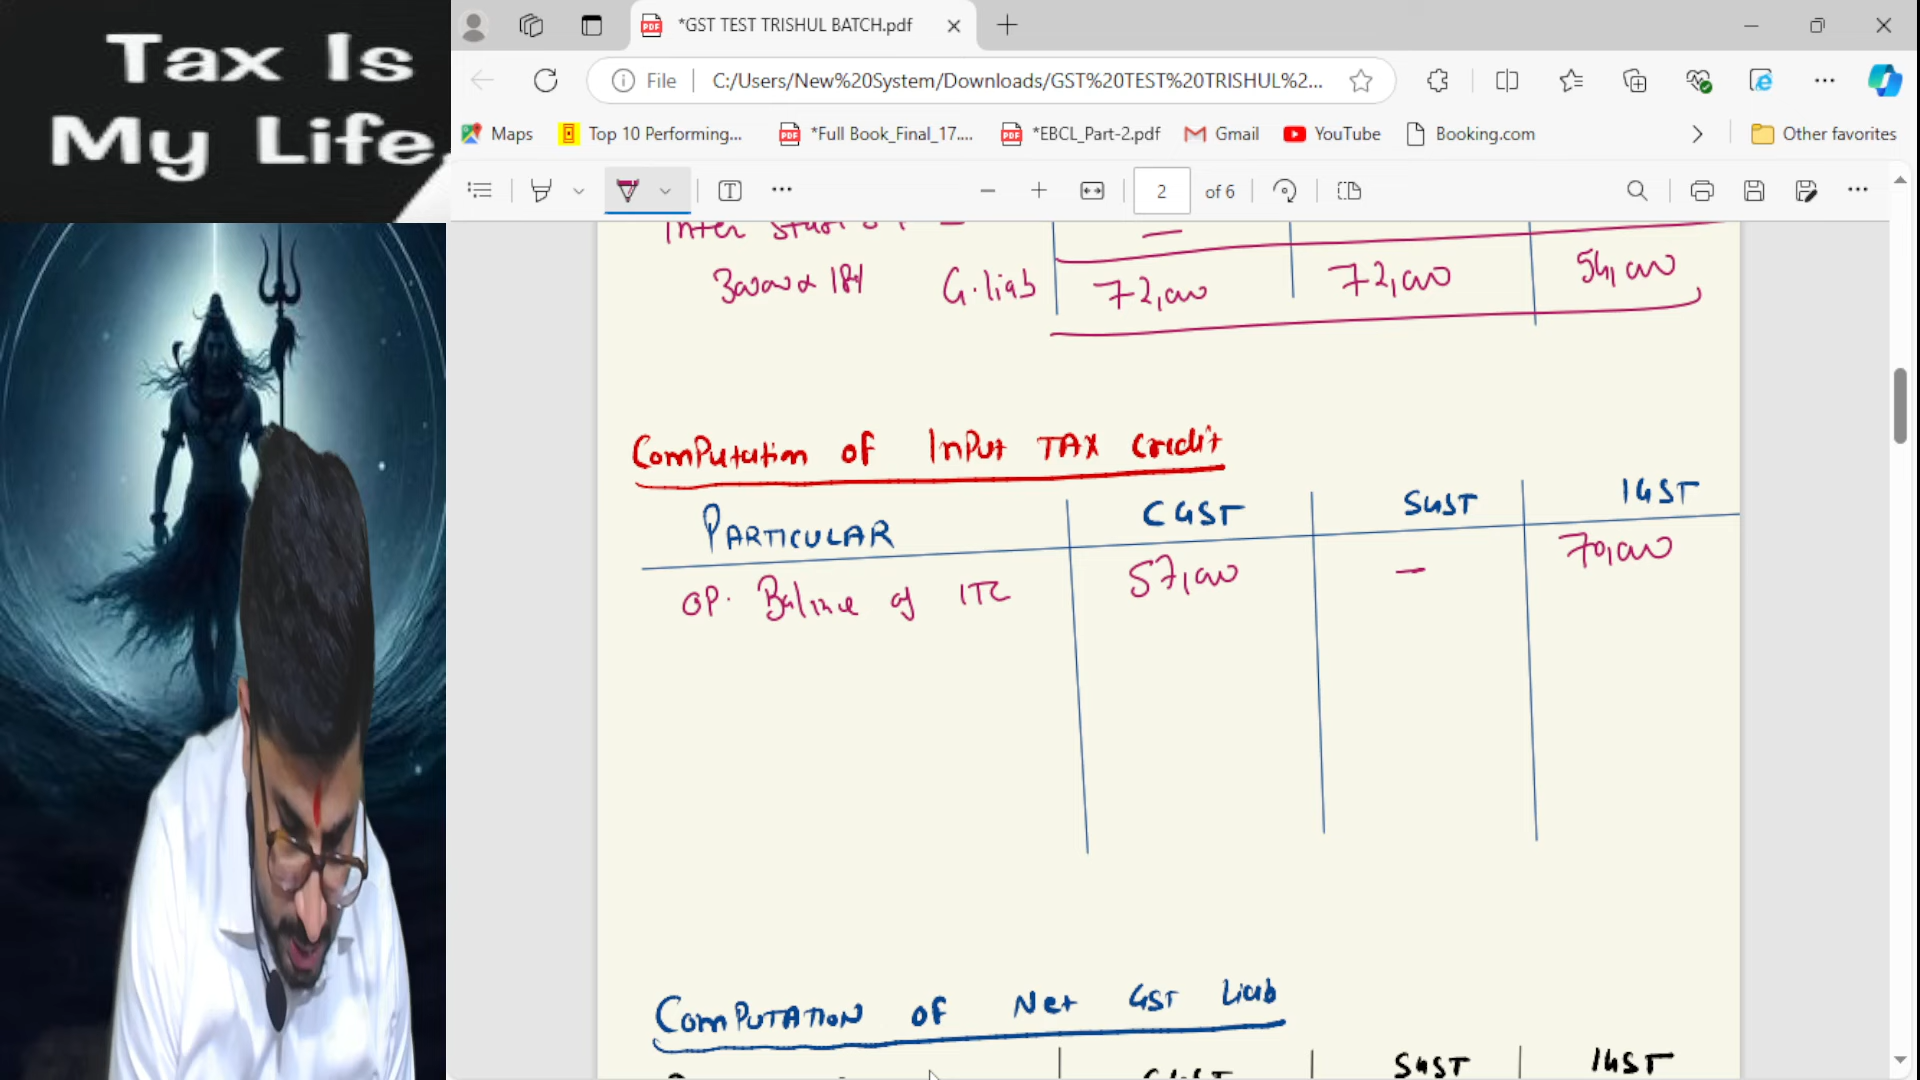 Tax Is
My Life.
*GST TEST TRISHUL BATCH.pdf
File C:/Users/New%20System/Downloads/GST%20TEST%20TRISHUL%2...
Maps Top 10 Performing... *Full Book_Final_17.... *EBCL_Part-2.pdf Gmail YouTube Booking.com Other favorites
2 of 6
Inter
18% G.liab 72,000 72,000 54,000
Computation of Input TAX Credit
PARTICULAR CGST SGST IGST
OP. Balance of ITC 57,000 — 70,000
COMPUTATION OF Net GST Liab
CGST SGST IGST